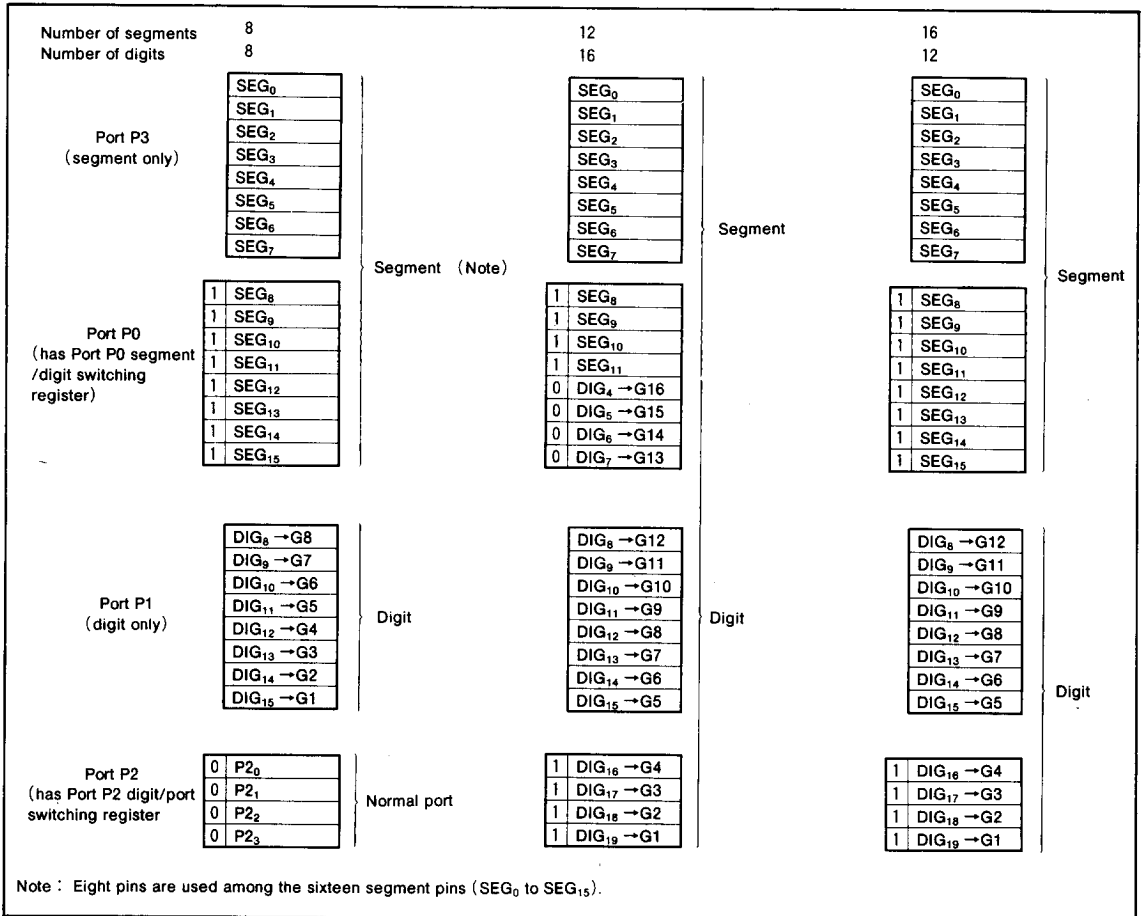 Number of segments 8 12 16
Number of digits 8 16 12
Port P3
(segment only)
SEG₀
SEG₁
SEG₂
SEG₃
SEG₄
SEG₅
SEG₆
SEG₇
Port P0
(has Port P0 segment
/digit switching
register)
1 SEG₈
1 SEG₉
1 SEG₁₀
1 SEG₁₁
1 SEG₁₂
1 SEG₁₃
1 SEG₁₄
1 SEG₁₅
Segment (Note)
Port P1
(digit only)
DIG₈ →G8
DIG₉ →G7
DIG₁₀ →G6
DIG₁₁ →G5
DIG₁₂ →G4
DIG₁₃ →G3
DIG₁₄ →G2
DIG₁₅ →G1
Digit
Port P2
(has Port P2 digit/port
switching register
0 P2₀
0 P2₁
0 P2₂
0 P2₃
Normal port
SEG₀
SEG₁
SEG₂
SEG₃
SEG₄
SEG₅
SEG₆
SEG₇
1 SEG₈
1 SEG₉
1 SEG₁₀
1 SEG₁₁
Segment
0 DIG₄ →G16
0 DIG₅ →G15
0 DIG₆ →G14
0 DIG₇ →G13
DIG₈ →G12
DIG₉ →G11
DIG₁₀ →G10
DIG₁₁ →G9
DIG₁₂ →G8
DIG₁₃ →G7
DIG₁₄ →G6
DIG₁₅ →G5
1 DIG₁₆ →G4
1 DIG₁₇ →G3
1 DIG₁₈ →G2
1 DIG₁₉ →G1
Digit
SEG₀
SEG₁
SEG₂
SEG₃
SEG₄
SEG₅
SEG₆
SEG₇
1 SEG₈
1 SEG₉
1 SEG₁₀
1 SEG₁₁
1 SEG₁₂
1 SEG₁₃
1 SEG₁₄
1 SEG₁₅
Segment
DIG₈ →G12
DIG₉ →G11
DIG₁₀ →G10
DIG₁₁ →G9
DIG₁₂ →G8
DIG₁₃ →G7
DIG₁₄ →G6
DIG₁₅ →G5
1 DIG₁₆ →G4
1 DIG₁₇ →G3
1 DIG₁₈ →G2
1 DIG₁₉ →G1
Digit
Note : Eight pins are used among the sixteen segment pins (SEG₀ to SEG₁₅).